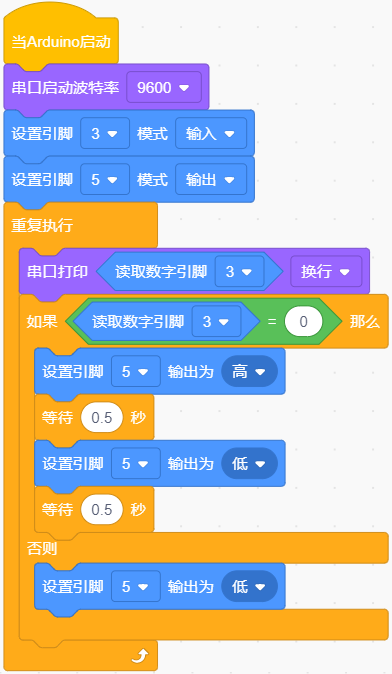 当Arduino启动
串口启动波特率 9600
设置引脚 3 模式 输入
设置引脚 5 模式 输出
重复执行
串口打印 读取数字引脚 3 换行
如果 读取数字引脚 3 = 0 那么
设置引脚 5 输出为 高
等待 0.5 秒
设置引脚 5 输出为 低
等待 0.5 秒
否则
设置引脚 5 输出为 低